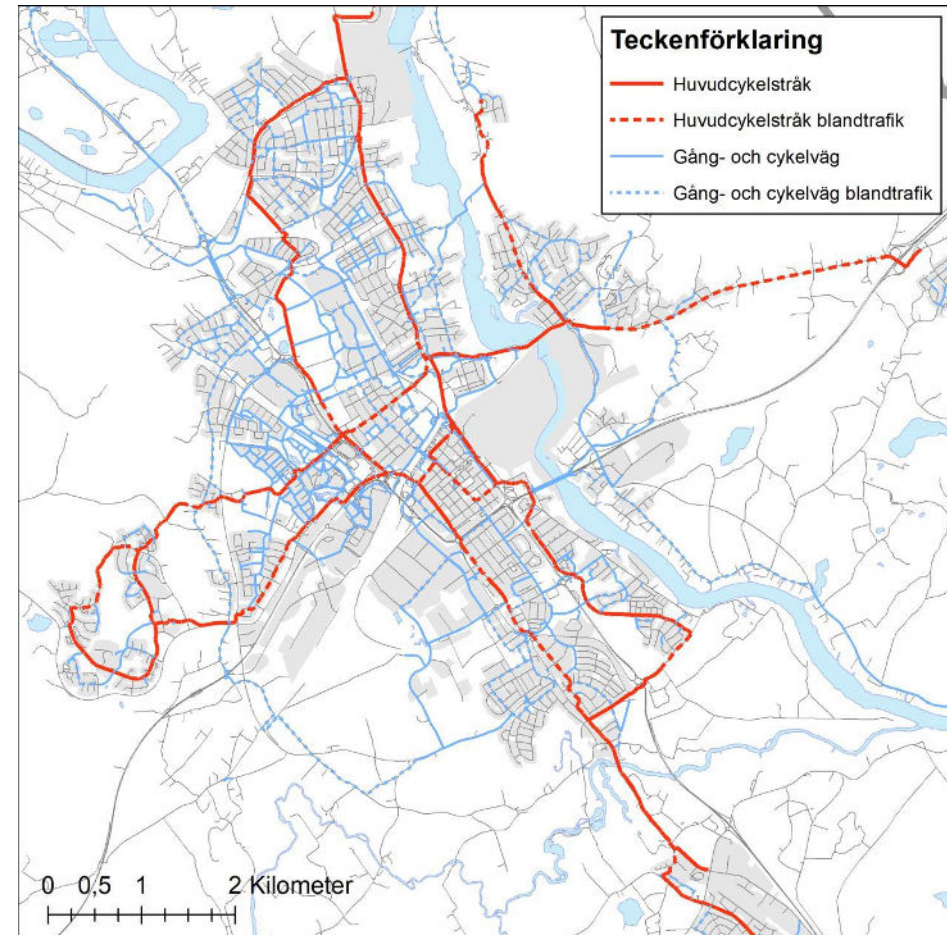 Teckenförklaring
Huvudcykelstråk
Huvudcykelstråk blandtrafik
Gång- och cykelväg
Gång- och cykelväg blandtrafik
0 0,5 1 2 Kilometer